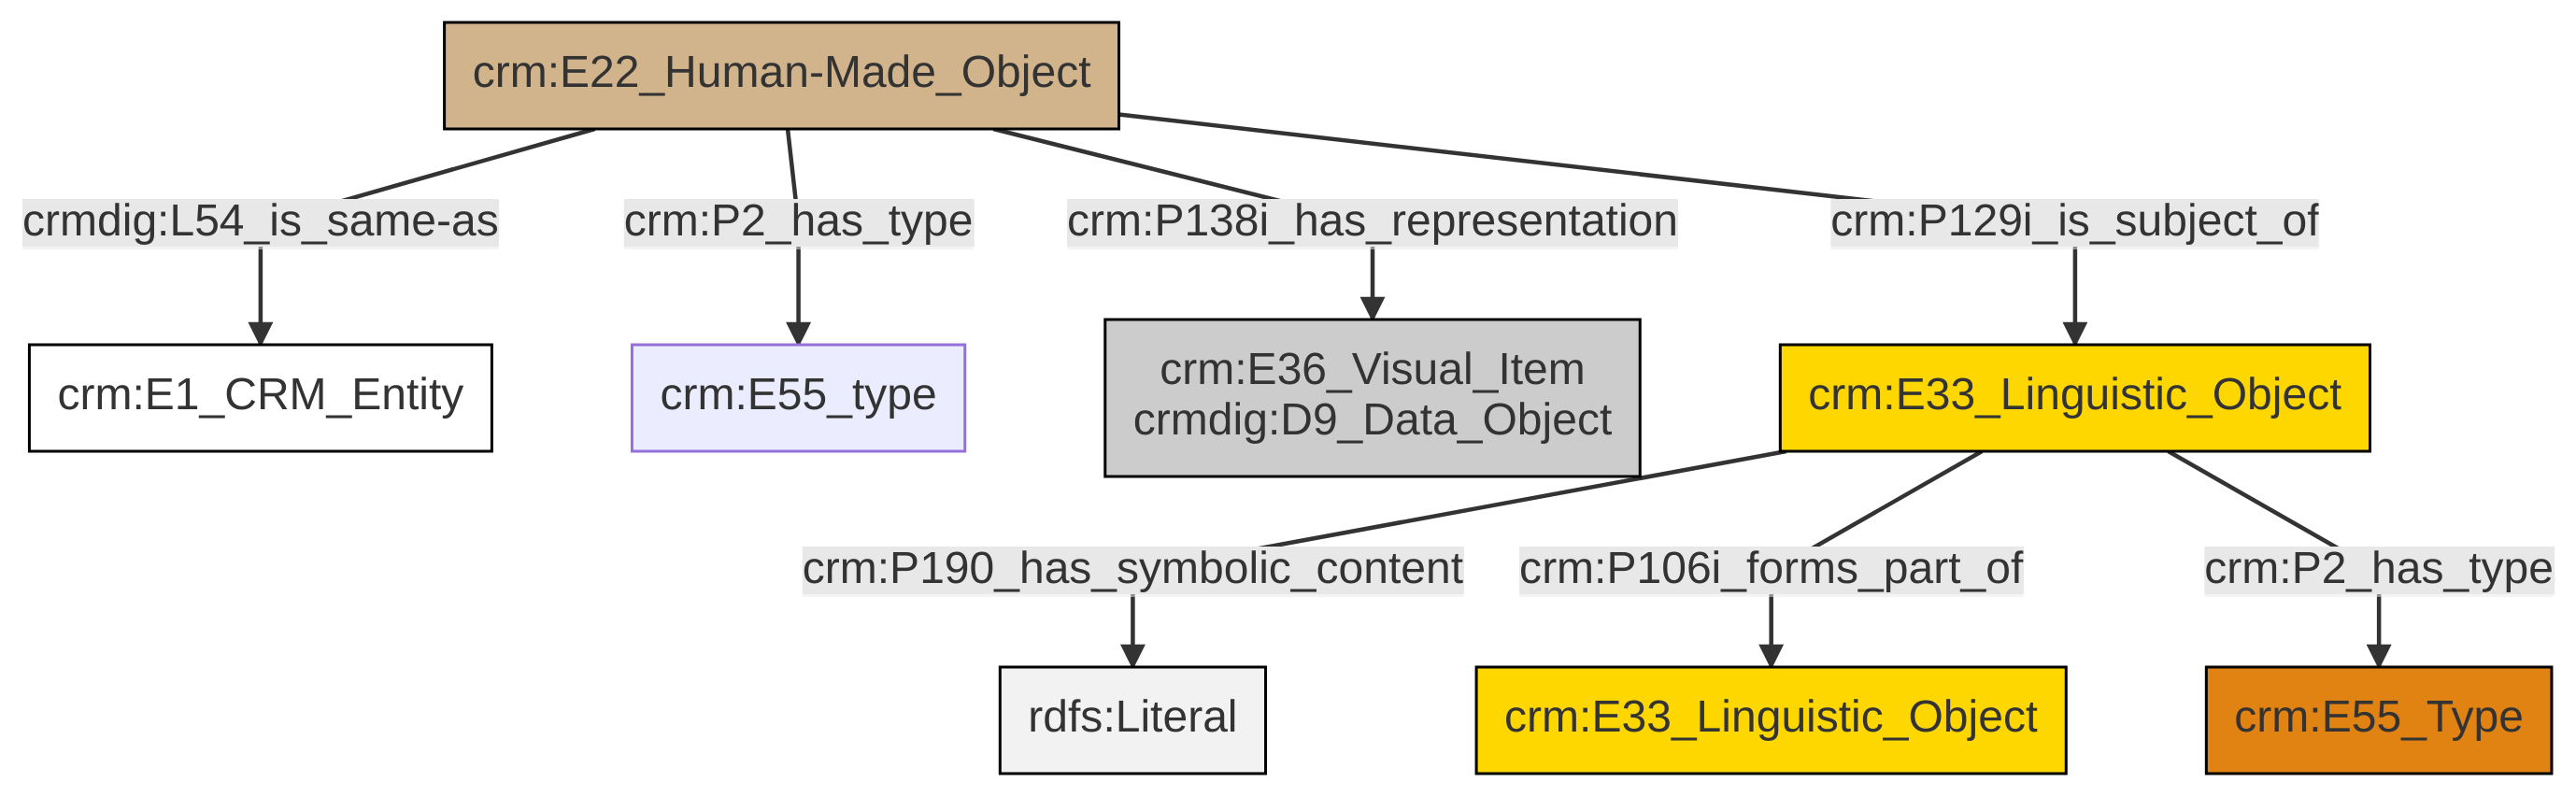 crm:E22_Human-Made_Object
crmdig:L54_is_same-as
crm:P2_has_type
crm:P138i_has_representation
crm:P129i_is_subject_of
crm:E1_CRM_Entity
crm:E55_type
crm:E36_Visual_Item
crmdig:D9_Data_Object
crm:E33_Linguistic_Object
crm:P190_has_symbolic_content
crm:P106i_forms_part_of
crm:P2_has_type
rdfs:Literal
crm:E33_Linguistic_Object
crm:E55_Type